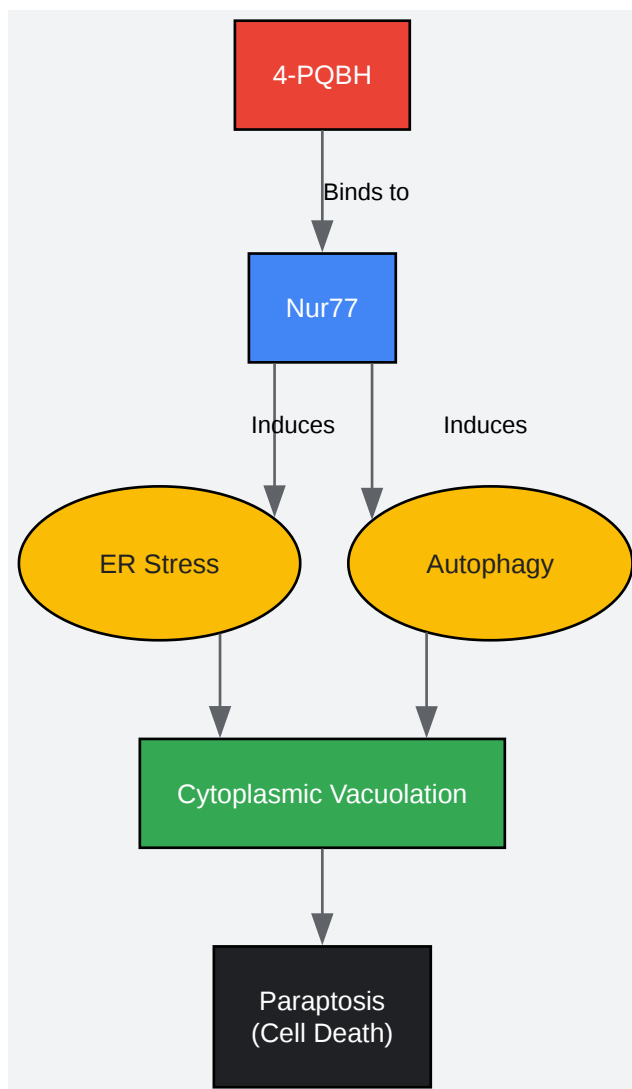 4-PQBH
Binds to
Nur77
Induces
Induces
ER Stress
Autophagy
Cytoplasmic Vacuolation
Paraptosis
(Cell Death)